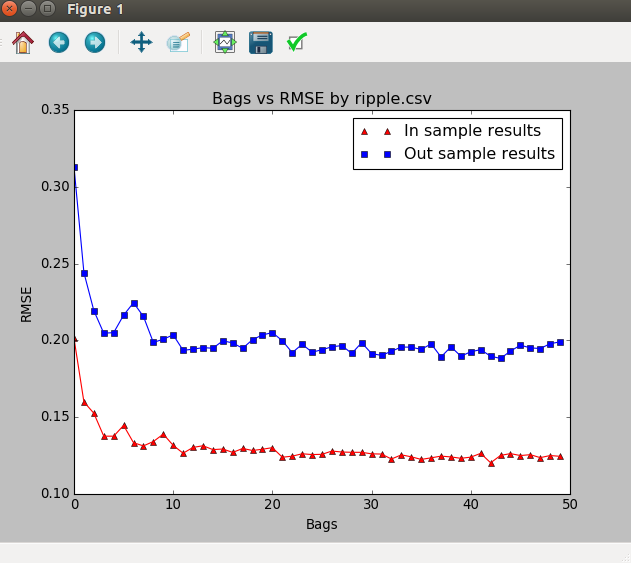 Figure 1
Bags vs RMSE by ripple.csv
In sample results
Out sample results
0.35
0.30
0.25
0.20
0.15
0.10
RMSE
0 10 20 30 40 50
Bags